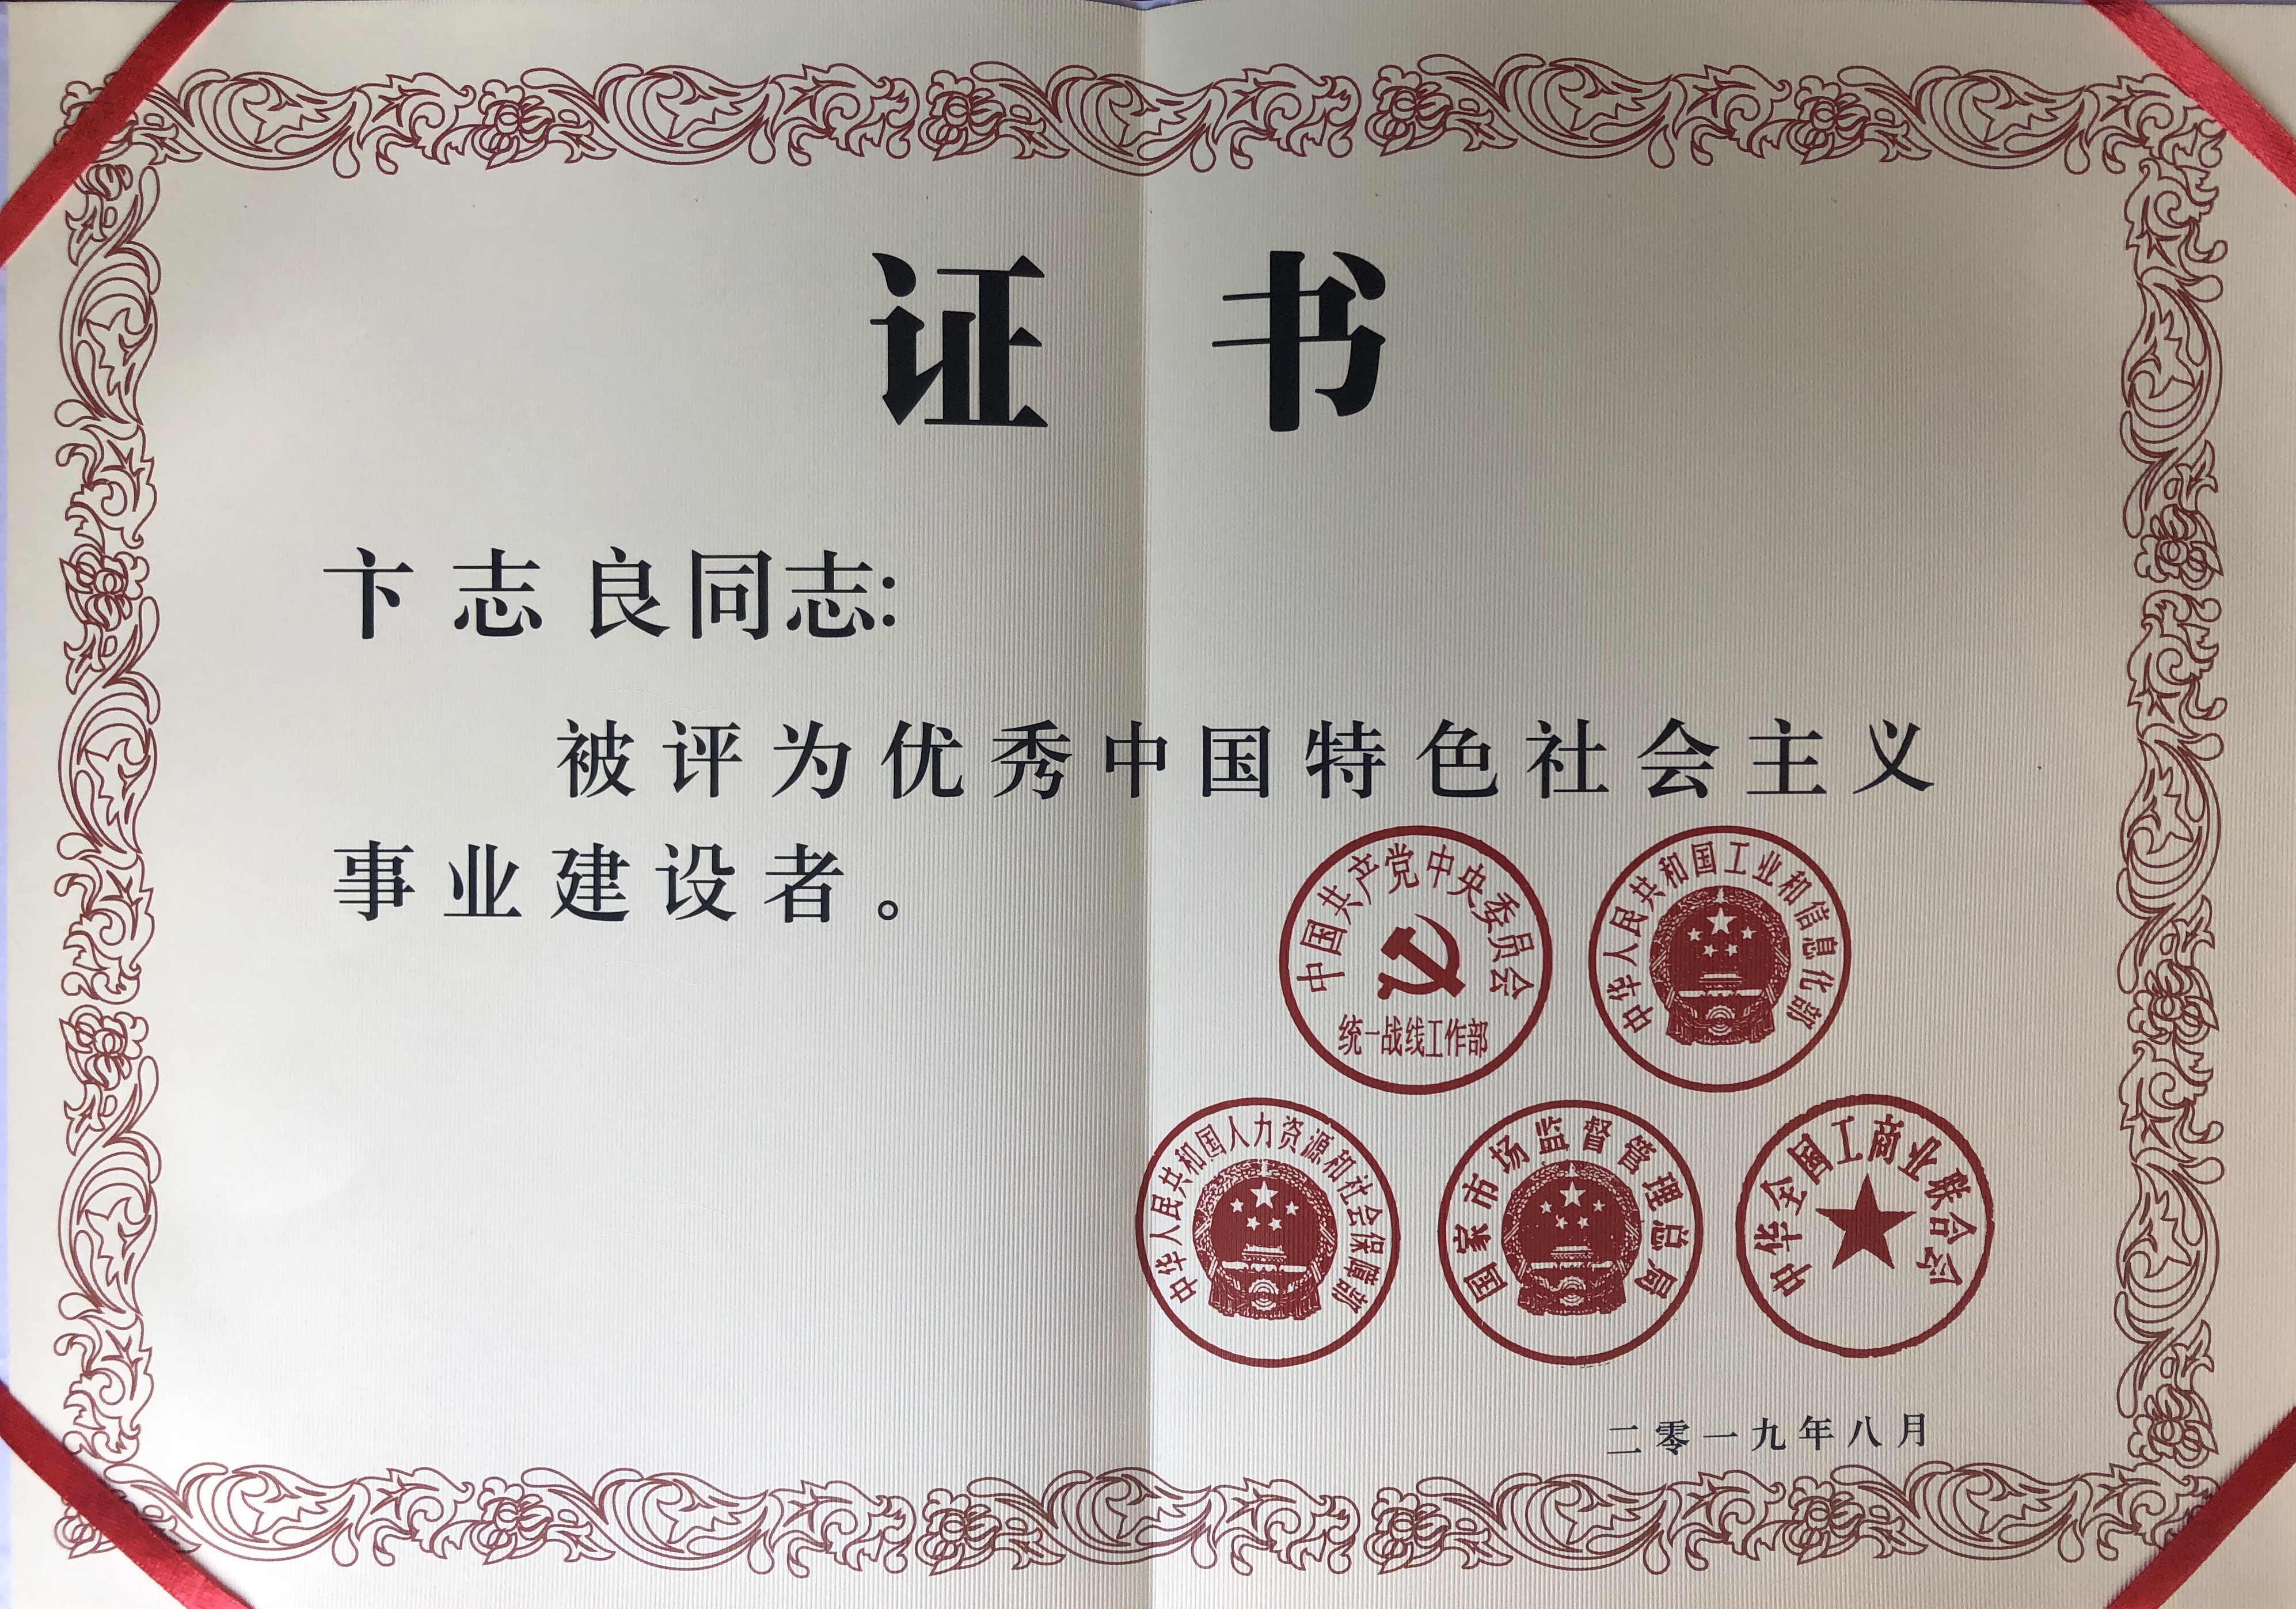 证书
卞志良同志:
被评为优秀中国特色社会主义
事业建设者。
中国共产党中央委员会
统一战线工作部
中华人民共和国工业和信息化部
中华人民共和国人力资源和社会保障部
国家市场监督管理总局
中华全国工商业联合会
二零一九年八月